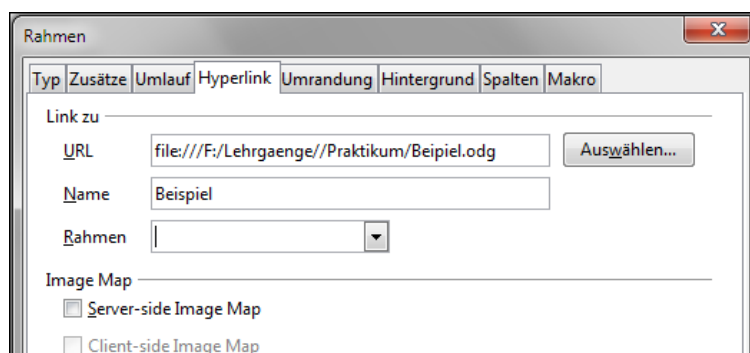 Rahmen
Typ Zusätze Umlauf Hyperlink Umrandung Hintergrund Spalten Makro
Link zu
URL file:///F:/Lehrgaenge//Praktikum/Beipiel.odg Auswählen...
Name Beispiel
Rahmen
Image Map
Server-side Image Map
Client-side Image Map